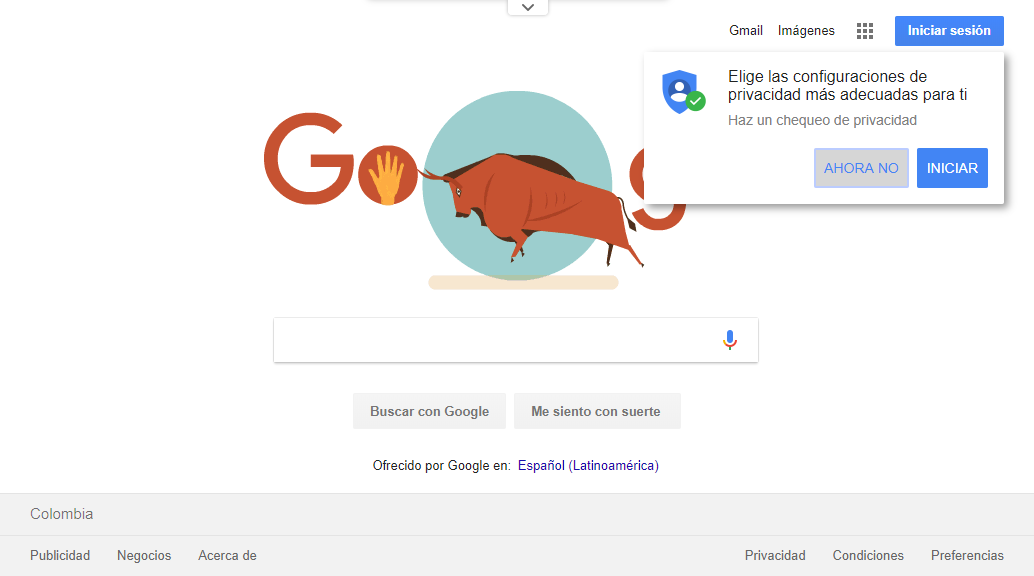 Gmail Imágenes Iniciar sesión
Elige las configuraciones de
privacidad más adecuadas para ti
Haz un chequeo de privacidad
AHORA NO INICIAR
Go g
Buscar con Google Me siento con suerte
Ofrecido por Google en: Español (Latinoamérica)
Colombia
Publicidad Negocios Acerca de Privacidad Condiciones Preferencias